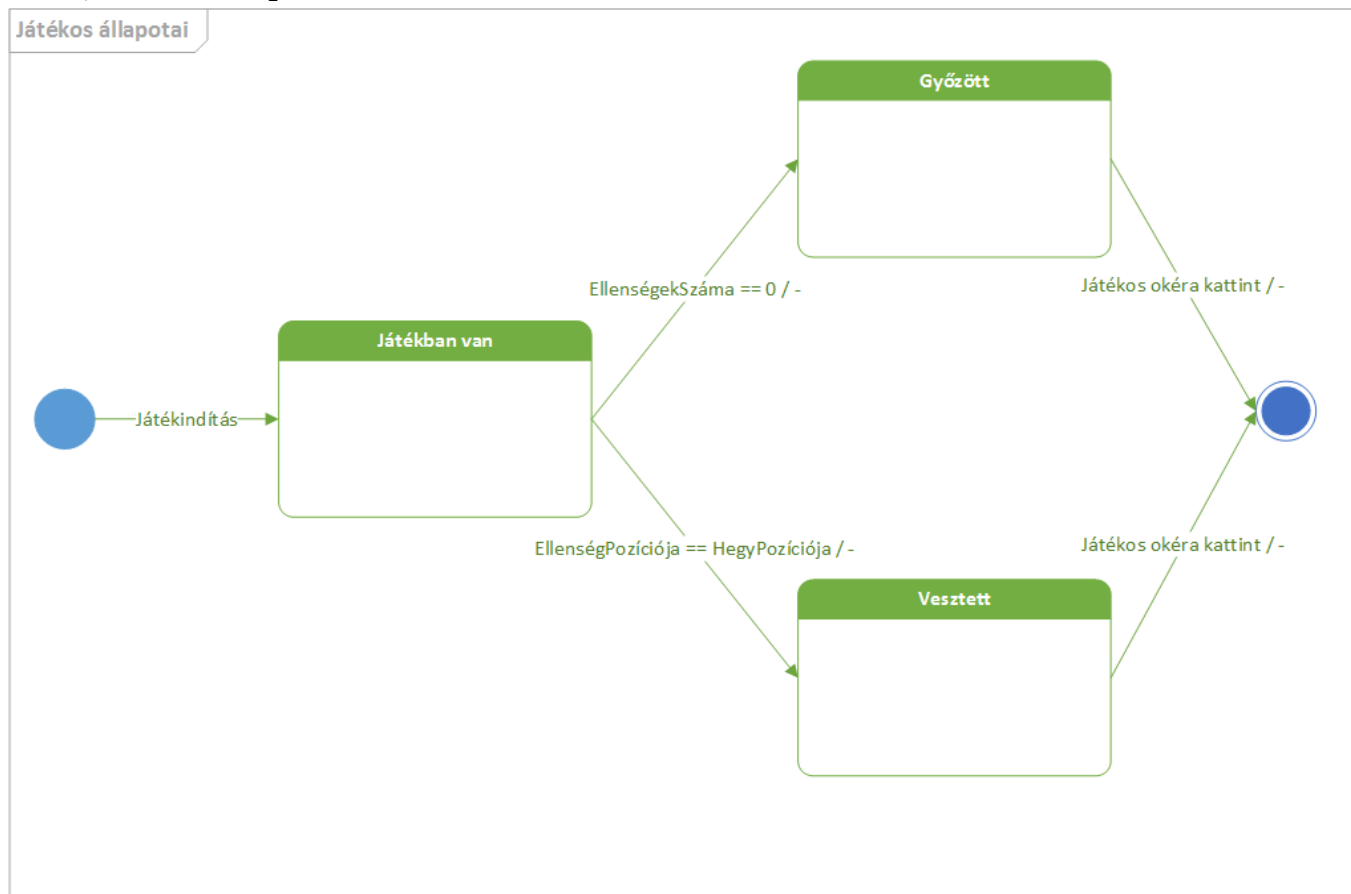 Játékos állapotai
Győzött
EllenségekSzáma == 0 / -
Játékos okéra kattint / -
Játékban van
Játékindítás
EllenségPozíciója == HegyPozíciója / -
Játékos okéra kattint / -
Vesztett